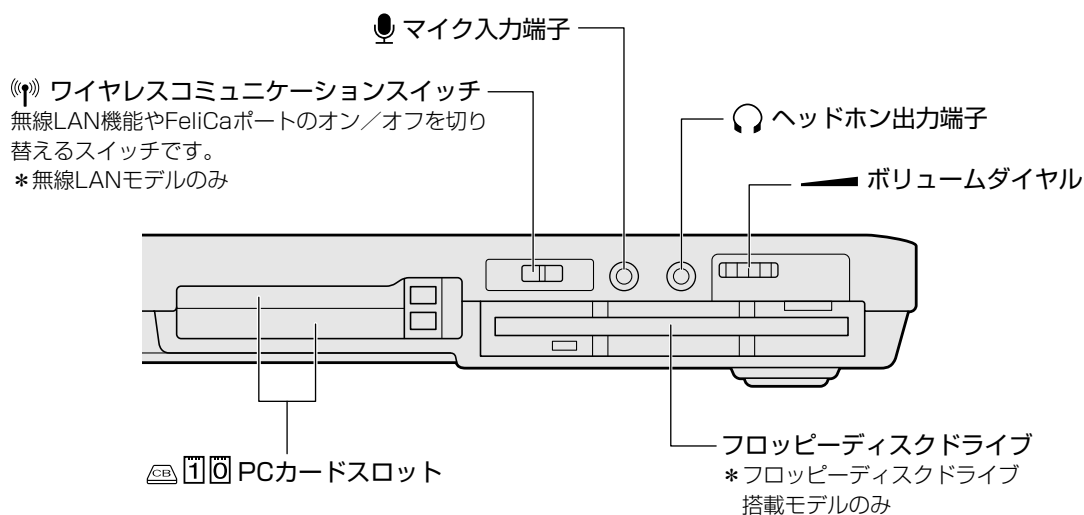 マイク入力端子
ワイヤレスコミュニケーションスイッチ
無線LAN機能やFeliCaポートのオン／オフを切り
替えるスイッチです。
＊無線LANモデルのみ
ヘッドホン出力端子
ボリュームダイヤル
CB 1 0 PCカードスロット
フロッピーディスクドライブ
＊フロッピーディスクドライブ
搭載モデルのみ